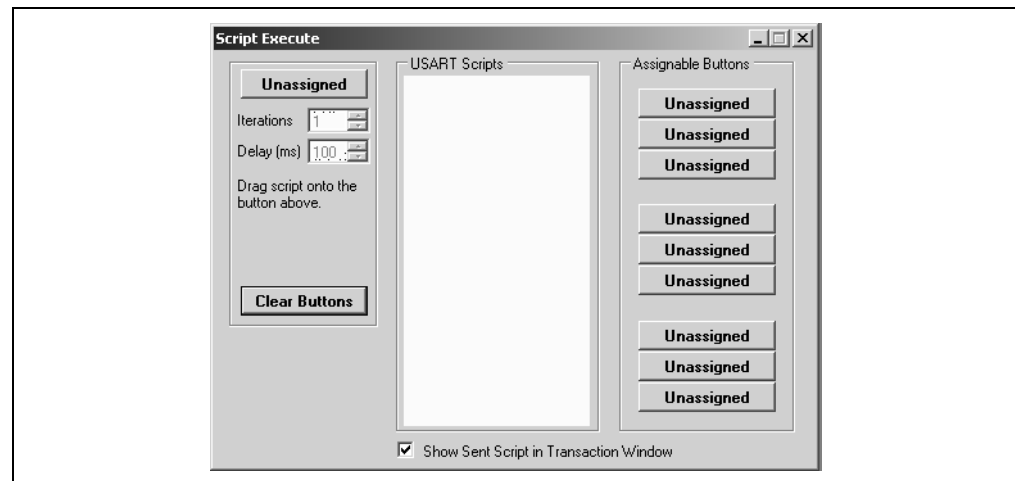 Script Execute
Unassigned
Iterations 1
Delay (ms) 100
Drag script onto the
button above.
Clear Buttons
USART Scripts
Assignable Buttons
Unassigned
Unassigned
Unassigned
Unassigned
Unassigned
Unassigned
Unassigned
Unassigned
Unassigned
Show Sent Script in Transaction Window